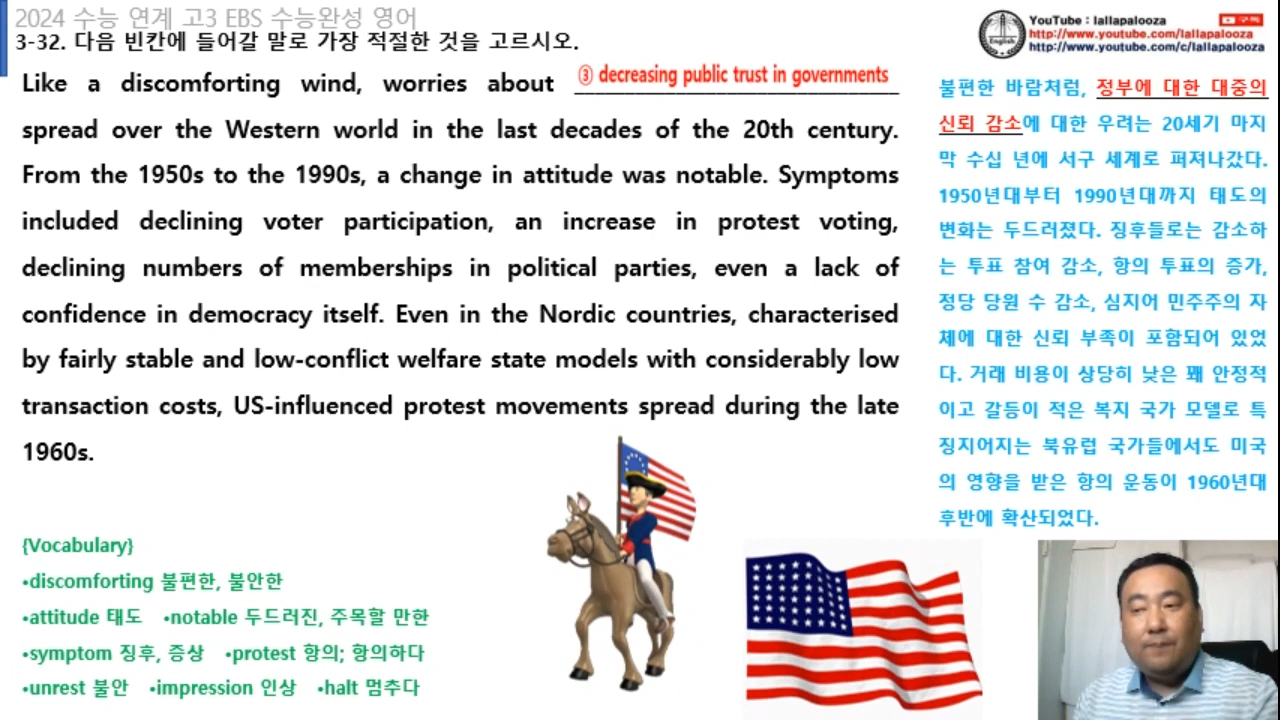 2024 수능 연계 고3 EBS 수능완성 영어
3-32. 다음 빈칸에 들어갈 말로 가장 적절한 것을 고르시오.
Like a discomforting wind, worries about ③ decreasing public trust in governments
spread over the Western world in the last decades of the 20th century.
From the 1950s to the 1990s, a change in attitude was notable. Symptoms
included declining voter participation, an increase in protest voting,
declining numbers of memberships in political parties, even a lack of
confidence in democracy itself. Even in the Nordic countries, characterised
by fairly stable and low-conflict welfare state models with considerably low
transaction costs, US-influenced protest movements spread during the late
1960s.
{Vocabulary}
•discomforting 불편한, 불안한
•attitude 태도 •notable 두드러진, 주목할 만한
•symptom 징후, 증상 •protest 항의; 항의하다
•unrest 불안 •impression 인상 •halt 멈추다
YouTube : lallapalooza
구독
http://www.youtube.com/lallapalooza
http://www.youtube.com/c/lallapalooza
English
불편한 바람처럼, 정부에 대한 대중의
신뢰 감소에 대한 우려는 20세기 마지
막 수십 년에 서구 세계로 퍼져나갔다.
1950년대부터 1990년대까지 태도의
변화는 두드러졌다. 징후들로는 감소하
는 투표 참여 감소, 항의 투표의 증가,
정당 당원 수 감소, 심지어 민주주의 자
체에 대한 신뢰 부족이 포함되어 있었
다. 거래 비용이 상당히 낮은 꽤 안정적
이고 갈등이 적은 복지 국가 모델로 특
징지어지는 북유럽 국가들에서도 미국
의 영향을 받은 항의 운동이 1960년대
후반에 확산되었다.